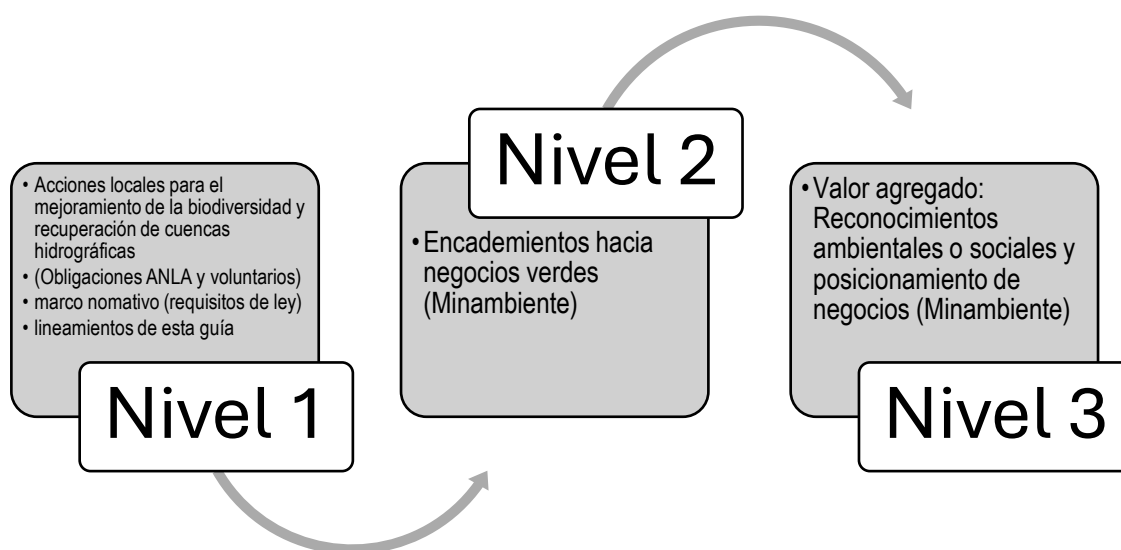 • Acciones locales para el
mejoramiento de la biodiversidad y
recuperación de cuencas
hidrográficas
• (Obligaciones ANLA y voluntarios)
• marco nomativo (requisitos de ley)
• lineamientos de esta guía
Nivel 1
Nivel 2
• Encademientos hacia
negocios verdes
(Minambiente)
• Valor agregado:
Reconocimientos
ambientales o sociales y
posicionamiento de
negocios (Minambiente)
Nivel 3